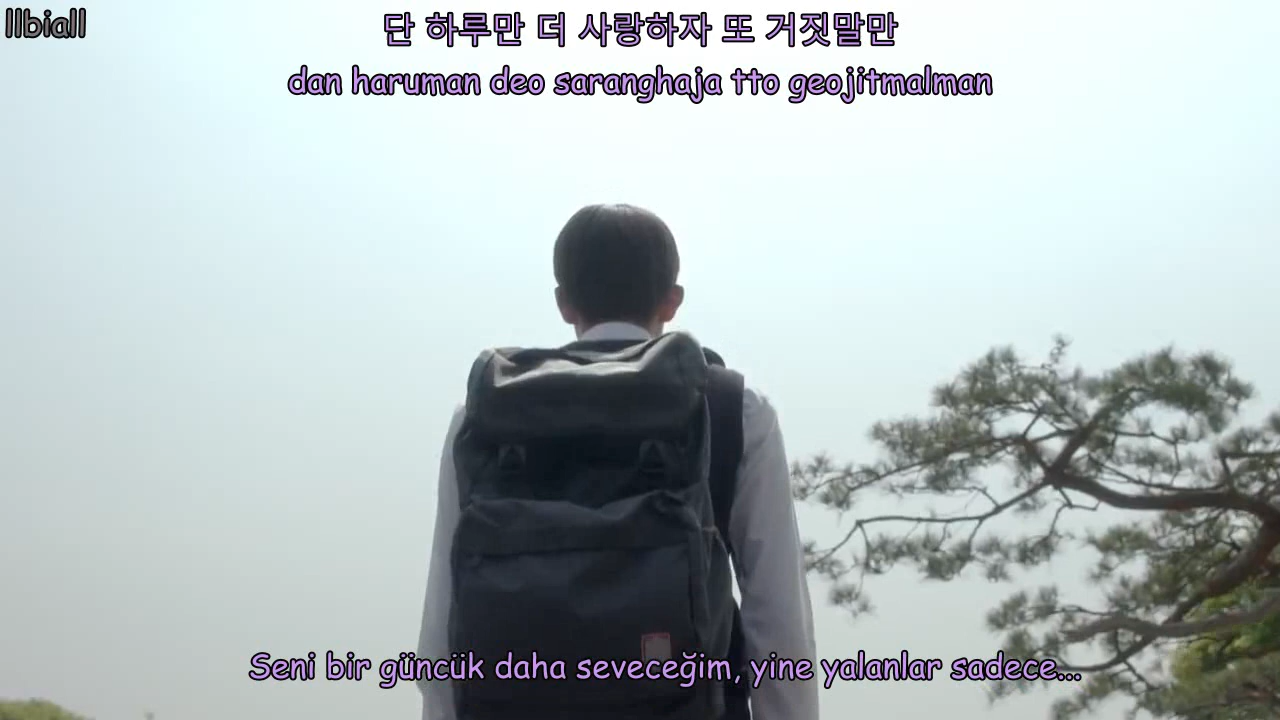 llbiall
단 하루만 더 사랑하자 또 거짓말만
dan haruman deo saranghaja tto geojitmalman
Seni bir güncük daha seveceğim, yine yalanlar sadece...